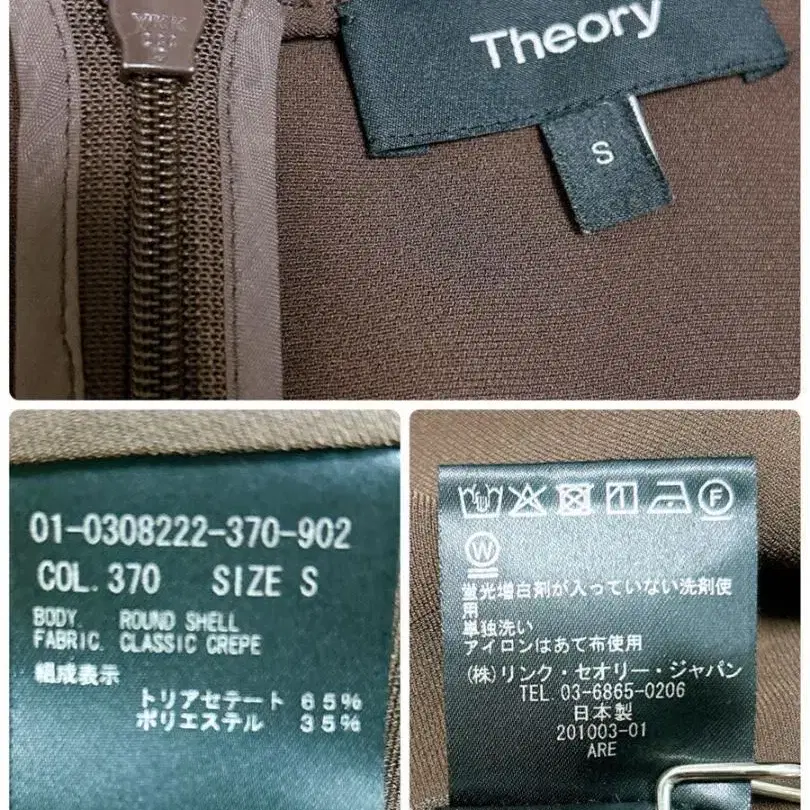 YKK
Theory
S
01-0308222-370-902
COL. 370 SIZE S
BODY. ROUND SHELL
FABRIC. CLASSIC CREPE
組成表示
トリアセテート 65%
ポリエステル 35%
F
W
蛍光増白剤が入っていない洗剤使
用
単独洗い
アイロンはあて布使用
(株)リンク・セオリー・ジャパン
TEL. 03-6865-0206
日本製
201003-01
ARE